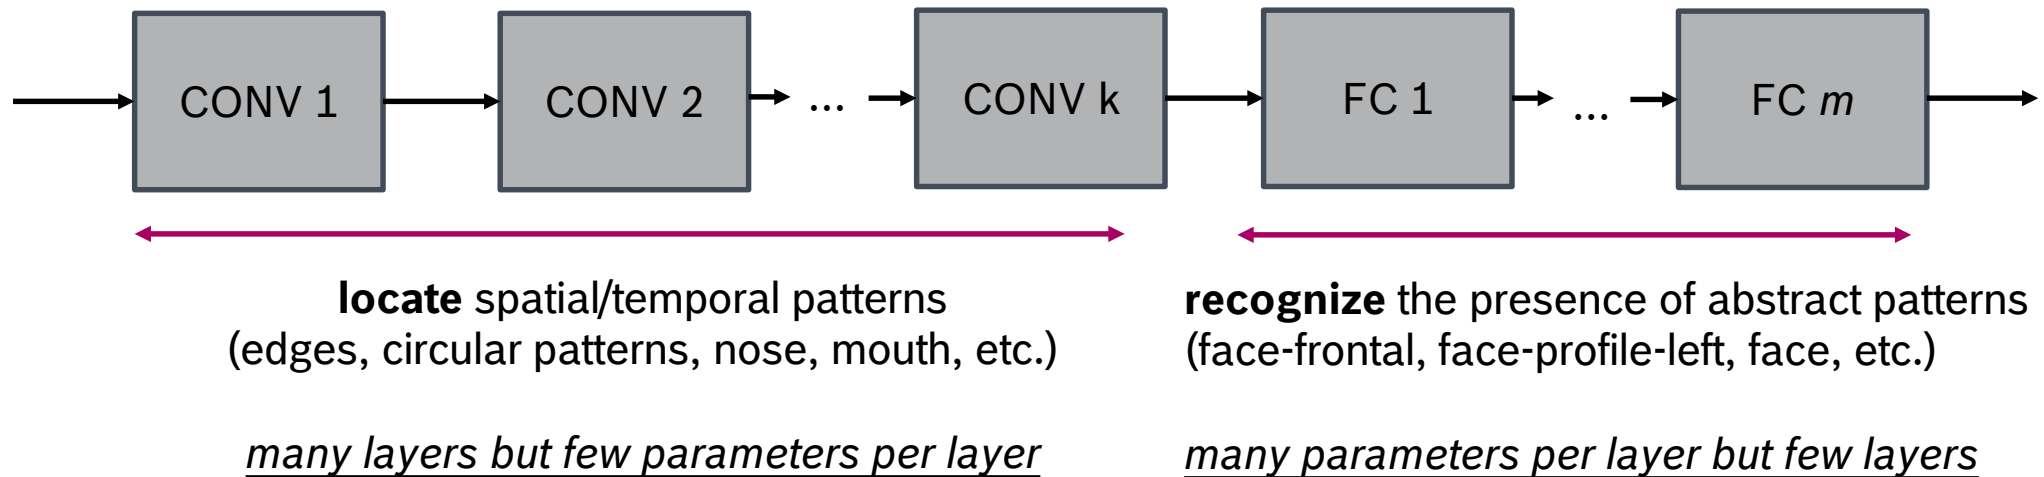 CONV 1
CONV 2
...
CONV k
FC 1
...
FC m
locate spatial/temporal patterns
(edges, circular patterns, nose, mouth, etc.)
many layers but few parameters per layer
recognize the presence of abstract patterns
(face-frontal, face-profile-left, face, etc.)
many parameters per layer but few layers